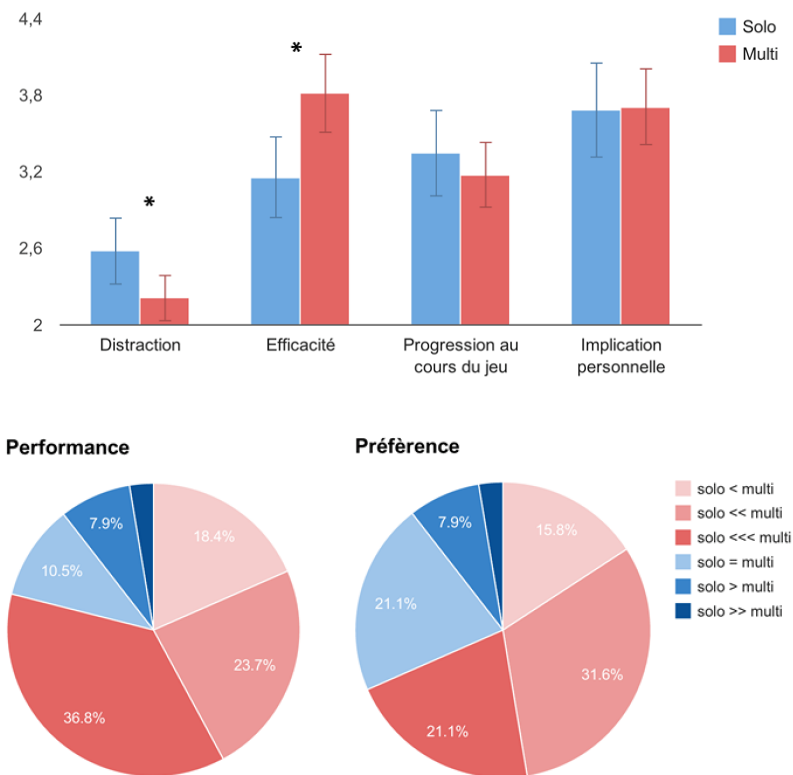 4,4
3,8
3,2
2,6
2
Solo
Multi
*
*
Distraction
Efficacité
Progression au
cours du jeu
Implication
personnelle
Performance
18.4%
23.7%
36.8%
10.5%
7.9%
Préfèrence
15.8%
31.6%
21.1%
21.1%
7.9%
solo < multi
solo << multi
solo <<< multi
solo = multi
solo > multi
solo >> multi